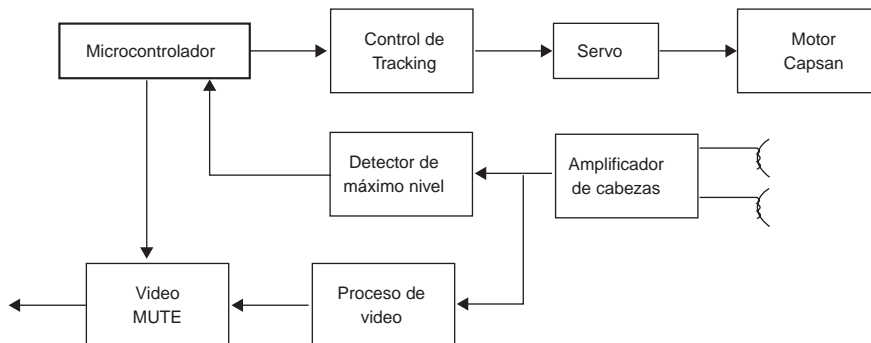 Microcontrolador
Control de
Tracking
Servo
Motor
Capsan
Detector de
máximo nivel
Amplificador
de cabezas
Video
MUTE
Proceso de
video